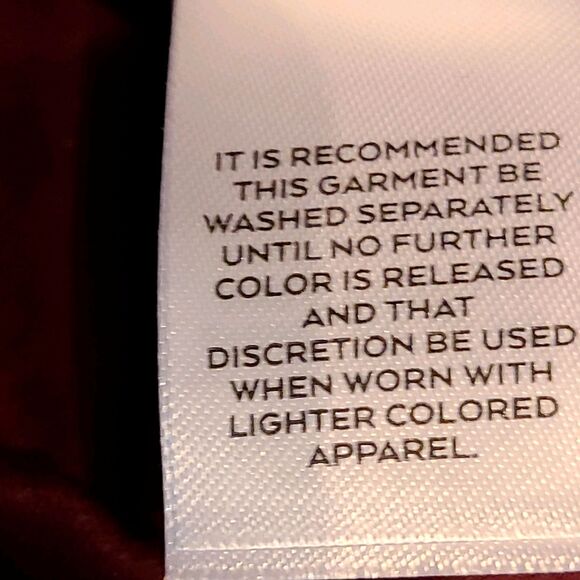 IT IS RECOMMENDED
THIS GARMENT BE
WASHED SEPARATELY
UNTIL NO FURTHER
COLOR IS RELEASED
AND THAT
DISCRETION BE USED
WHEN WORN WITH
LIGHTER COLORED
APPAREL.